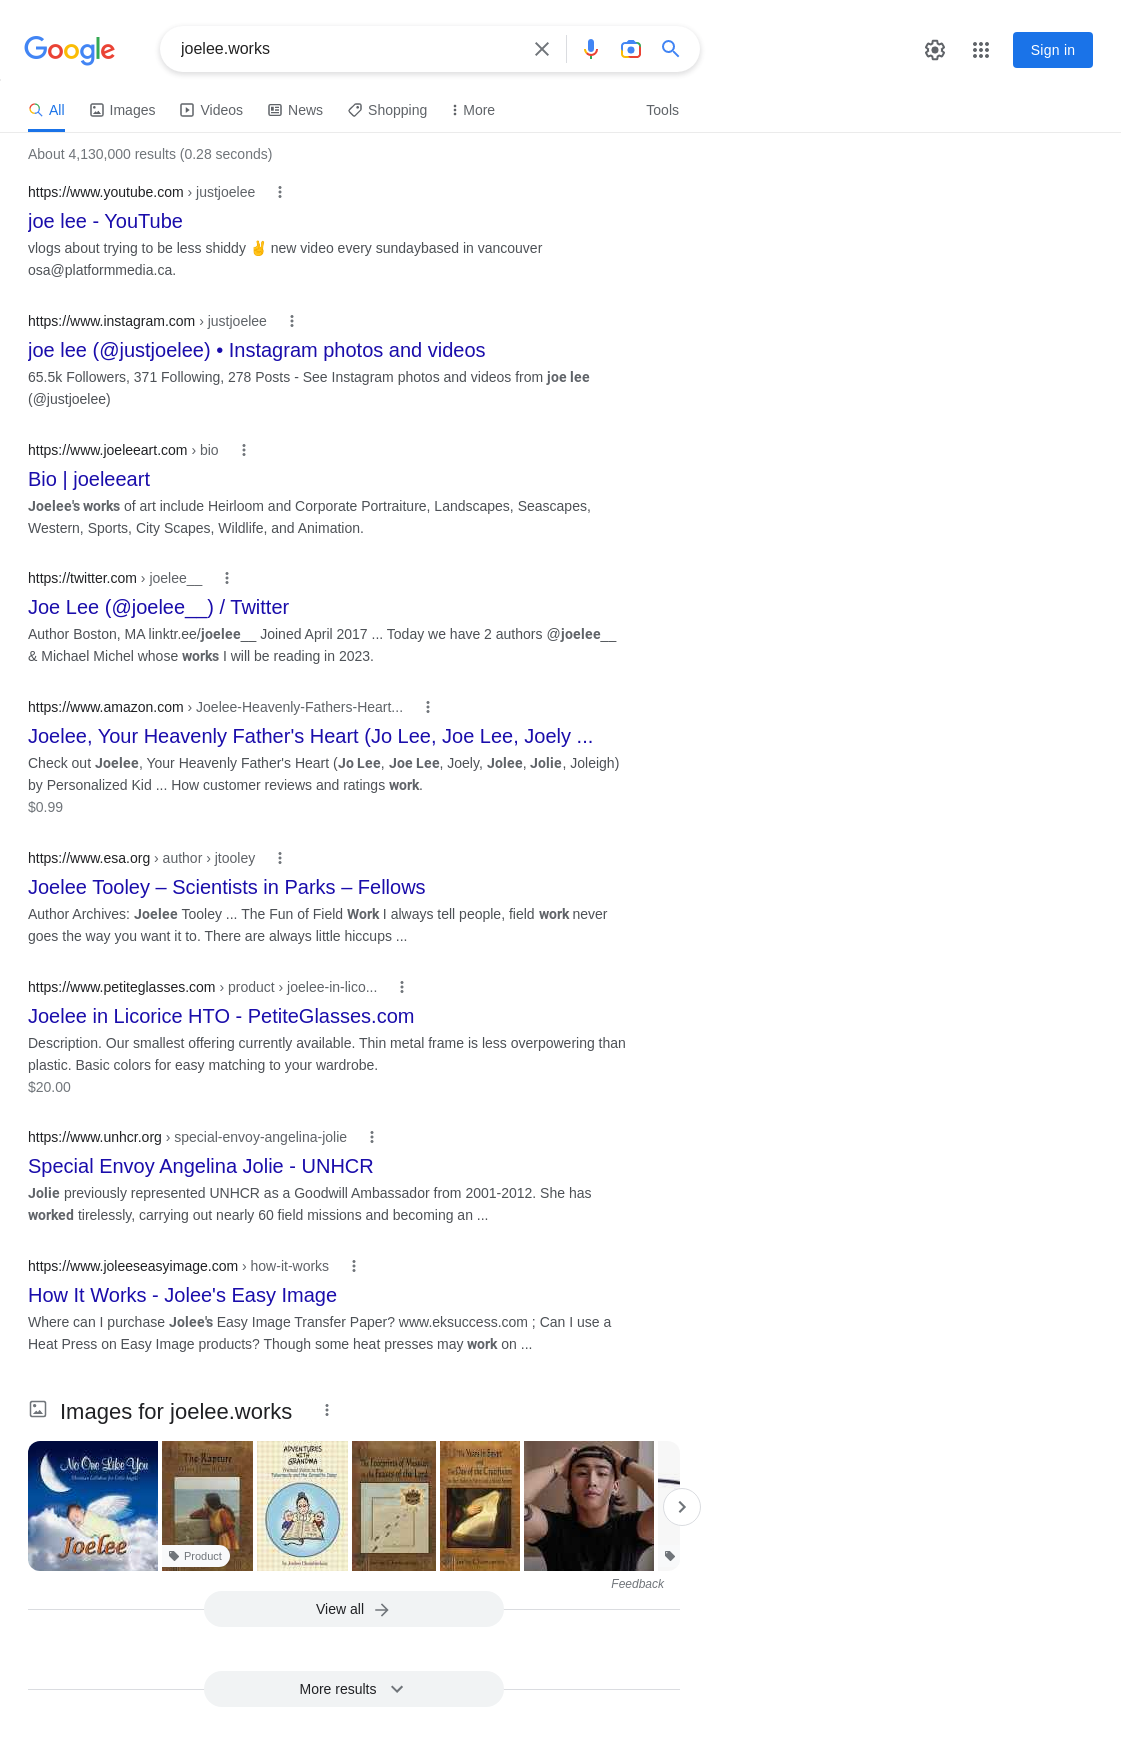 Google
joelee.works
Sign in
All
Images
Videos
News
Shopping
More
Tools
About 4,130,000 results (0.28 seconds)
https://www.youtube.com › justjoelee
joe lee - YouTube
vlogs about trying to be less shiddy ✌️ new video every sundaybased in vancouver
osa@platformmedia.ca.
https://www.instagram.com › justjoelee
joe lee (@justjoelee) • Instagram photos and videos
65.5k Followers, 371 Following, 278 Posts - See Instagram photos and videos from joe lee
(@justjoelee)
https://www.joeleeart.com › bio
Bio | joeleeart
Joelee's works of art include Heirloom and Corporate Portraiture, Landscapes, Seascapes,
Western, Sports, City Scapes, Wildlife, and Animation.
https://twitter.com › joelee__
Joe Lee (@joelee__) / Twitter
Author Boston, MA linktr.ee/joelee__ Joined April 2017 ... Today we have 2 authors @joelee__
& Michael Michel whose works I will be reading in 2023.
https://www.amazon.com › Joelee-Heavenly-Fathers-Heart...
Joelee, Your Heavenly Father's Heart (Jo Lee, Joe Lee, Joely ...
Check out Joelee, Your Heavenly Father's Heart (Jo Lee, Joe Lee, Joely, Jolee, Jolie, Joleigh)
by Personalized Kid ... How customer reviews and ratings work.
$0.99
https://www.esa.org › author › jtooley
Joelee Tooley – Scientists in Parks – Fellows
Author Archives: Joelee Tooley ... The Fun of Field Work I always tell people, field work never
goes the way you want it to. There are always little hiccups ...
https://www.petiteglasses.com › product › joelee-in-lico...
Joelee in Licorice HTO - PetiteGlasses.com
Description. Our smallest offering currently available. Thin metal frame is less overpowering than
plastic. Basic colors for easy matching to your wardrobe.
$20.00
https://www.unhcr.org › special-envoy-angelina-jolie
Special Envoy Angelina Jolie - UNHCR
Jolie previously represented UNHCR as a Goodwill Ambassador from 2001-2012. She has
worked tirelessly, carrying out nearly 60 field missions and becoming an ...
https://www.joleeseasyimage.com › how-it-works
How It Works - Jolee's Easy Image
Where can I purchase Jolee's Easy Image Transfer Paper? www.eksuccess.com ; Can I use a
Heat Press on Easy Image products? Though some heat presses may work on ...
Images for joelee.works
No One Like You
Joelee
The Rapture
Product
ADVENTURES
WITH
GRANDMA
The Footprints of Messiah
in the Feasts of the Lord
The Years in Egypt
and
The Date of the Crucifixion
Feedback
View all
More results